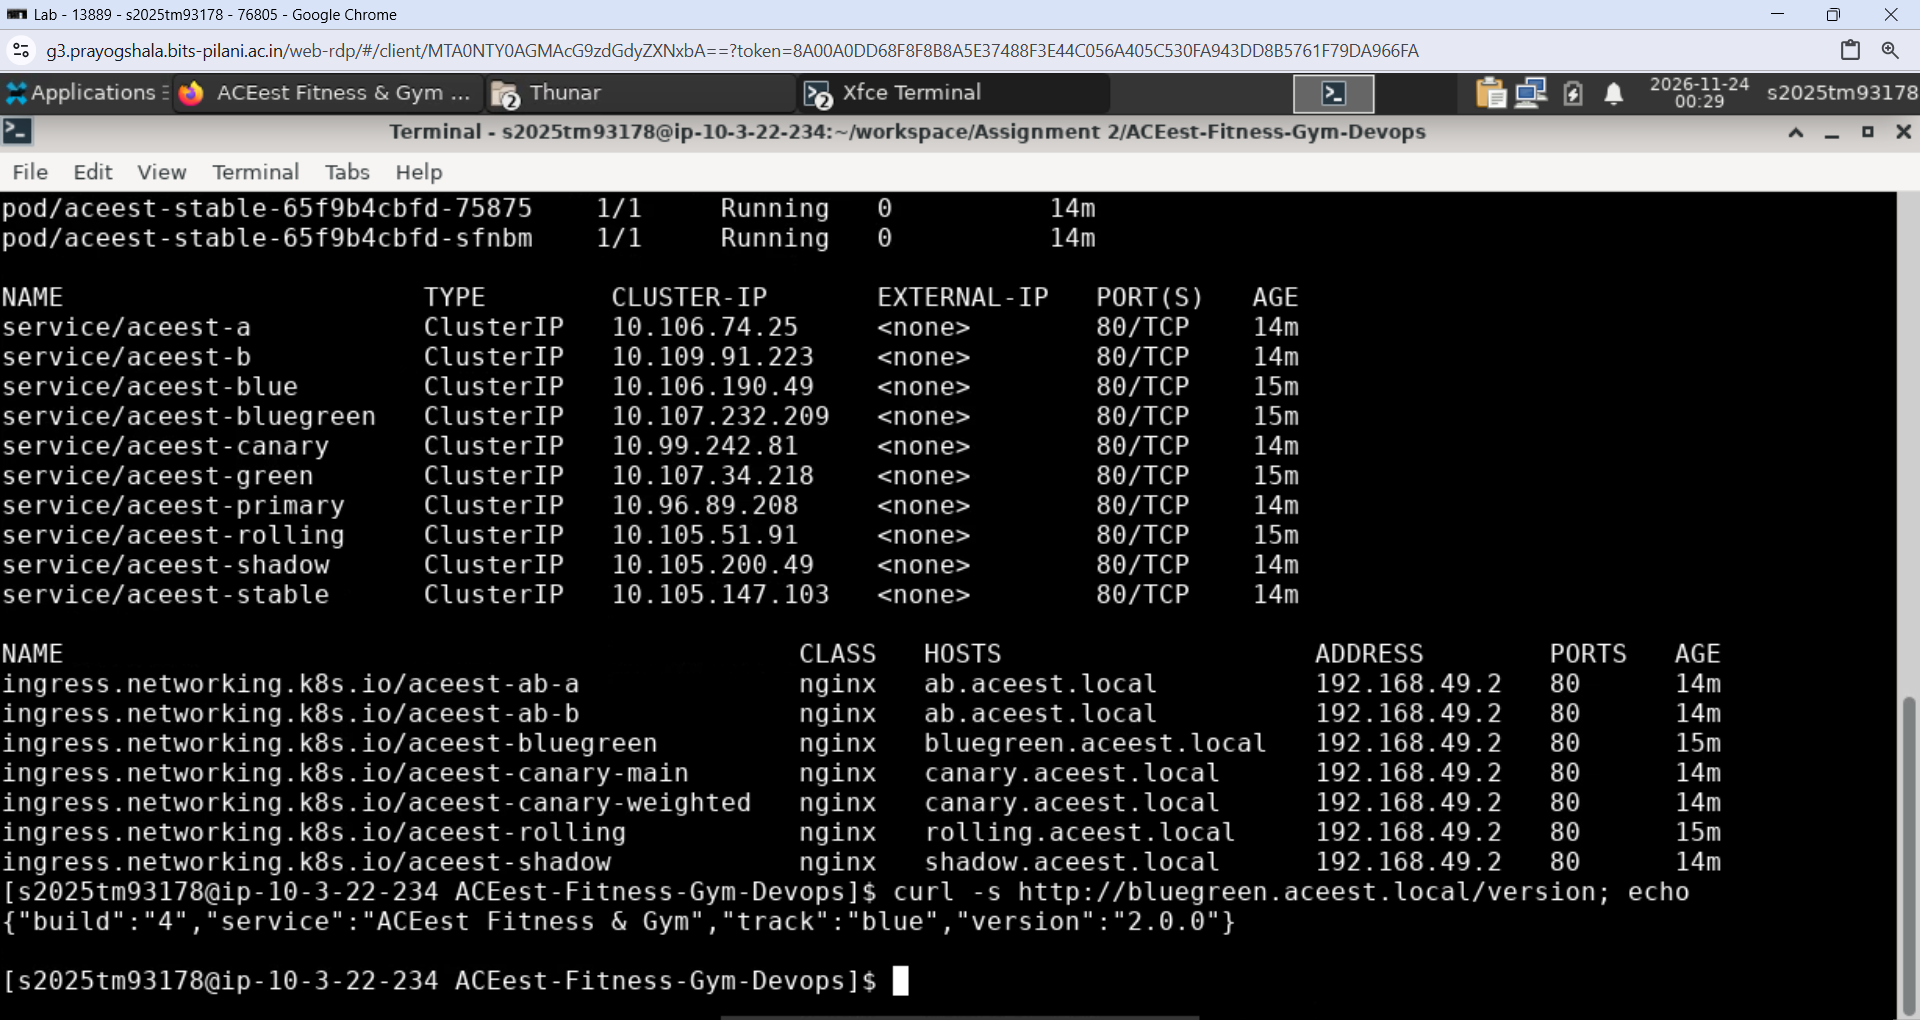 Lab - 13889 - s2025tm93178 - 76805 - Google Chrome
g3.prayogshala.bits-pilani.ac.in/web-rdp/#/client/MTA0NTY0AGMAcG9zdGdyZXNxbA==?token=8A00A0DD68F8F8B8A5E37488F3E44C056A405C530FA943DD8B5761F79DA966FA
Applications ACEest Fitness & Gym ... 2 Thunar 2 Xfce Terminal 2026-11-24 00:29 s2025tm93178
Terminal - s2025tm93178@ip-10-3-22-234:~/workspace/Assignment 2/ACEest-Fitness-Gym-Devops
File Edit View Terminal Tabs Help
pod/aceest-stable-65f9b4cbfd-75875 1/1 Running 0 14m
pod/aceest-stable-65f9b4cbfd-sfnbm 1/1 Running 0 14m
NAME TYPE CLUSTER-IP EXTERNAL-IP PORT(S) AGE
service/aceest-a ClusterIP 10.106.74.25 <none> 80/TCP 14m
service/aceest-b ClusterIP 10.109.91.223 <none> 80/TCP 14m
service/aceest-blue ClusterIP 10.106.190.49 <none> 80/TCP 15m
service/aceest-bluegreen ClusterIP 10.107.232.209 <none> 80/TCP 15m
service/aceest-canary ClusterIP 10.99.242.81 <none> 80/TCP 14m
service/aceest-green ClusterIP 10.107.34.218 <none> 80/TCP 15m
service/aceest-primary ClusterIP 10.96.89.208 <none> 80/TCP 14m
service/aceest-rolling ClusterIP 10.105.51.91 <none> 80/TCP 15m
service/aceest-shadow ClusterIP 10.105.200.49 <none> 80/TCP 14m
service/aceest-stable ClusterIP 10.105.147.103 <none> 80/TCP 14m
NAME CLASS HOSTS ADDRESS PORTS AGE
ingress.networking.k8s.io/aceest-ab-a nginx ab.aceest.local 192.168.49.2 80 14m
ingress.networking.k8s.io/aceest-ab-b nginx ab.aceest.local 192.168.49.2 80 14m
ingress.networking.k8s.io/aceest-bluegreen nginx bluegreen.aceest.local 192.168.49.2 80 15m
ingress.networking.k8s.io/aceest-canary-main nginx canary.aceest.local 192.168.49.2 80 14m
ingress.networking.k8s.io/aceest-canary-weighted nginx canary.aceest.local 192.168.49.2 80 14m
ingress.networking.k8s.io/aceest-rolling nginx rolling.aceest.local 192.168.49.2 80 15m
ingress.networking.k8s.io/aceest-shadow nginx shadow.aceest.local 192.168.49.2 80 14m
[s2025tm93178@ip-10-3-22-234 ACEest-Fitness-Gym-Devops]$ curl -s http://bluegreen.aceest.local/version; echo
{"build":"4","service":"ACEest Fitness & Gym","track":"blue","version":"2.0.0"}
[s2025tm93178@ip-10-3-22-234 ACEest-Fitness-Gym-Devops]$